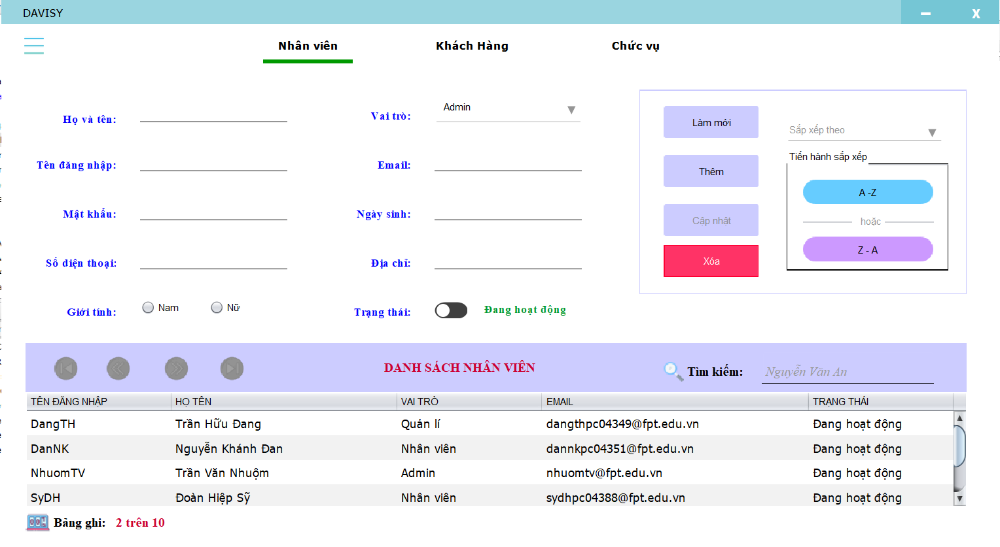 DAVISY
Nhân viên Khách Hàng Chức vụ
Họ và tên: Vai trò: Admin
Làm mới
Sắp xếp theo
Tên đăng nhập: Email:
Thêm
Tiến hành sắp xếp
A -Z
Mật khẩu: Ngày sinh:
Cập nhật
hoặc
Z - A
Số diện thoại: Địa chỉ:
Xóa
Giới tính: Nam Nữ Trạng thái: Đang hoạt động
DANH SÁCH NHÂN VIÊN Tìm kiếm: Nguyễn Văn An
TÊN ĐĂNG NHẬP HỌ TÊN VAI TRÒ EMAIL TRẠNG THÁI
DangTH Trần Hữu Đang Quản lí dangthpc04349@fpt.edu.vn Đang hoạt động
DanNK Nguyễn Khánh Đan Nhân viên dannkpc04351@fpt.edu.vn Đang hoạt động
NhuomTV Trần Văn Nhuộm Admin nhuomtv@fpt.edu.vn Đang hoạt động
SyDH Đoàn Hiệp Sỹ Nhân viên sydhpc04388@fpt.edu.vn Đang hoạt động
Bảng ghi: 2 trên 10